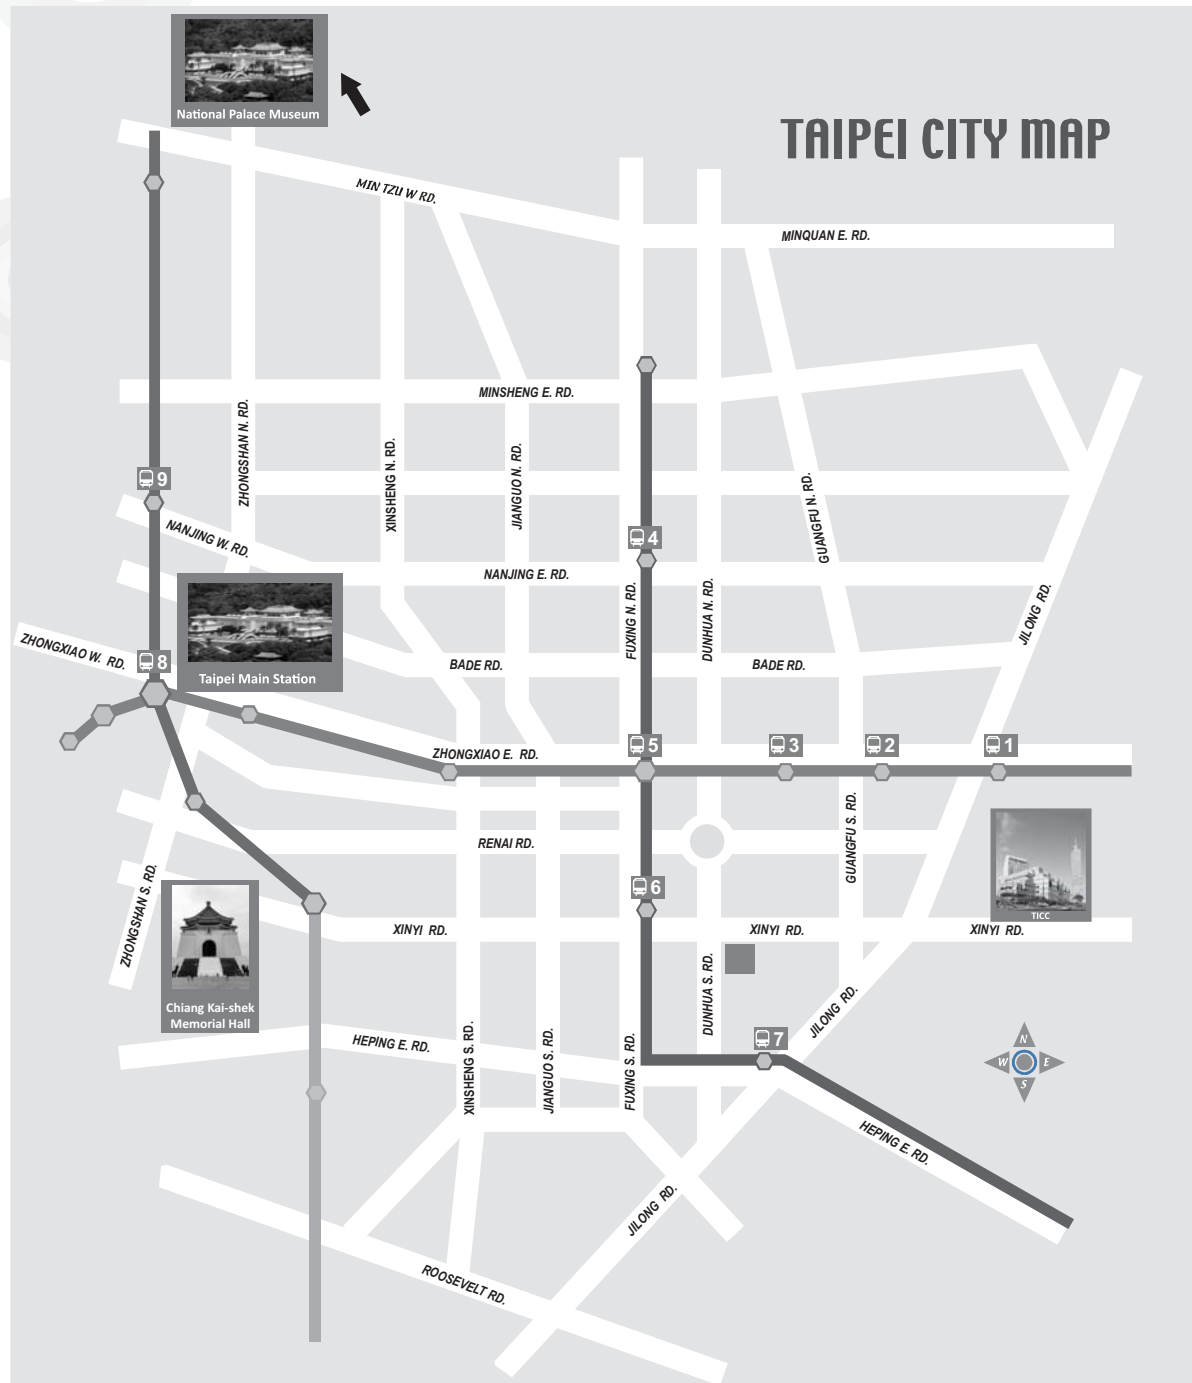 National Palace Museum
TAIPEI CITY MAP
MIN TZU W RD.
MINQUAN E. RD.
MINSHENG E. RD.
ZHONGSHAN N. RD.
XINSHENG N. RD.
JIANGUO N. RD.
GUANGFU N. RD.
9
NANJING W. RD.
4
NANJING E. RD.
FUXING N. RD.
DUNHUA N. RD.
JILONG RD.
ZHONGXIAO W. RD.
8
Taipei Main Station
BADE RD.
BADE RD.
ZHONGXIAO E. RD.
5
3
2
1
RENAI RD.
GUANGFU S. RD.
ZHONGSHAN S. RD.
6
TICC
XINYI RD.
XINYI RD.
XINYI RD.
Chiang Kai-shek
Memorial Hall
DUNHUA S. RD.
JILONG RD.
HEPING E. RD.
XINSHENG S. RD.
JIANGUO S. RD.
FUXING S. RD.
7
N
W
E
S
HEPING E. RD.
JILONG RD.
ROOSEVELT RD.